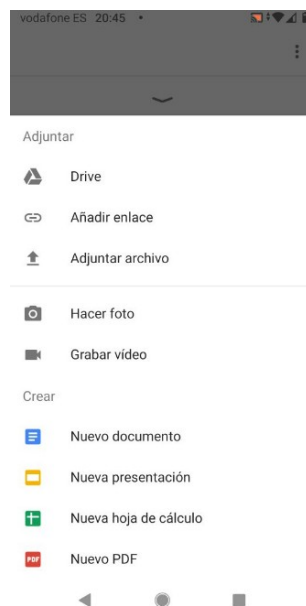 vodafone ES 20:45 •
Adjuntar
Drive
Añadir enlace
Adjuntar archivo
Hacer foto
Grabar vídeo
Crear
Nuevo documento
Nueva presentación
Nueva hoja de cálculo
PDF Nuevo PDF